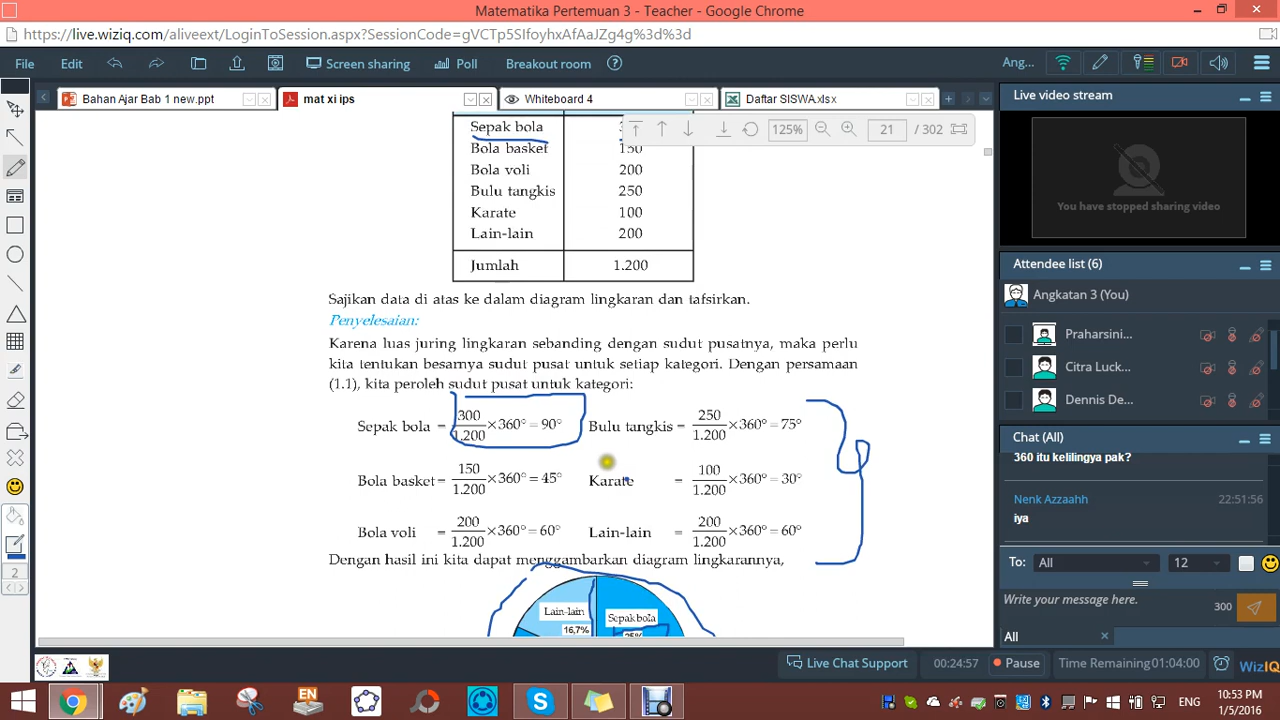 Matematika Pertemuan 3 - Teacher - Google Chrome
https://live.wiziq.com/aliveext/LoginToSession.aspx?SessionCode=gVCTp5SIfoyhxAfAaJZg4g%3d%3d
File Edit Screen sharing Poll Breakout room Ang...
Bahan Ajar Bab 1 new.ppt mat xi ips Whiteboard 4 Daftar SISWA.xlsx
125% 21 / 302
Sepak bola
Bola basket 150
Bola voli 200
Bulu tangkis 250
Karate 100
Lain-lain 200
Jumlah 1.200
Sajikan data di atas ke dalam diagram lingkaran dan tafsirkan.
Penyelesaian:
Karena luas juring lingkaran sebanding dengan sudut pusatnya, maka perlu
kita tentukan besarnya sudut pusat untuk setiap kategori. Dengan persamaan
(1.1), kita peroleh sudut pusat untuk kategori:
Sepak bola = 300/1.200 ×360° = 90° Bulu tangkis = 250/1.200 ×360° = 75°
Bola basket = 150/1.200 ×360° = 45° Karate = 100/1.200 ×360° = 30°
Bola voli = 200/1.200 ×360° = 60° Lain-lain = 200/1.200 ×360° = 60°
Dengan hasil ini kita dapat menggambarkan diagram lingkarannya,
Lain-lain
16,7%
Sepak bola
25%
Live video stream
You have stopped sharing video
Attendee list (6)
Angkatan 3 (You)
Praharsini...
Citra Luck...
Dennis De...
Chat (All)
360 itu kelilingya pak?
Nenk Azzaahh 22:51:56
iya
To: All 12
Write your message here. 300
All
Live Chat Support 00:24:57 Pause Time Remaining 01:04:00 WizIQ
EN
ENG
10:53 PM
1/5/2016
2